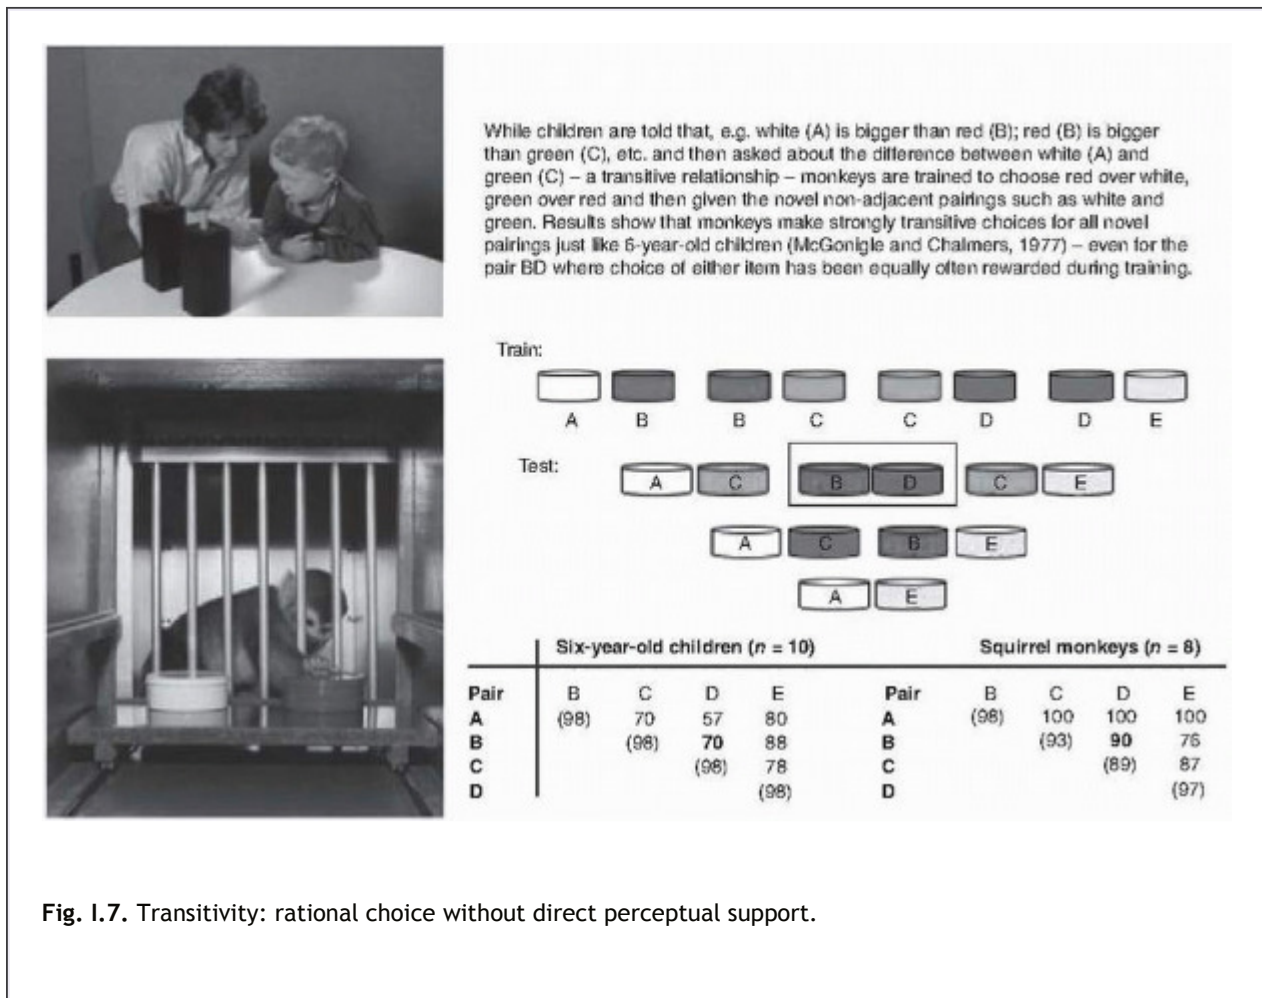 While children are told that, e.g. white (A) is bigger than red (B); red (B) is bigger
than green (C), etc. and then asked about the difference between white (A) and
green (C) – a transitive relationship – monkeys are trained to choose red over white,
green over red and then given the novel non-adjacent pairings such as white and
green. Results show that monkeys make strongly transitive choices for all novel
pairings just like 6-year-old children (McGonigle and Chalmers, 1977) – even for the
pair BD where choice of either item has been equally often rewarded during training.
Train:
A B B C C D D E
Test:
A C B D C E
A C B E
A E
Six-year-old children (n = 10) Squirrel monkeys (n = 8)
Pair B C D E Pair B C D E
A (98) 70 57 80 A (98) 100 100 100
B (98) 70 88 B (93) 90 76
C (98) 78 C (89) 87
D (98) D (97)
Fig. I.7. Transitivity: rational choice without direct perceptual support.